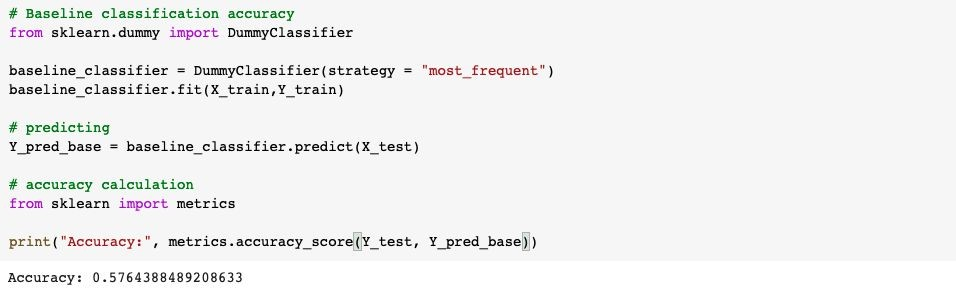 # Baseline classification accuracy
from sklearn.dummy import DummyClassifier
baseline_classifier = DummyClassifier(strategy = "most_frequent")
baseline_classifier.fit(X_train,Y_train)
# predicting
Y_pred_base = baseline_classifier.predict(X_test)
# accuracy calculation
from sklearn import metrics
print("Accuracy:", metrics.accuracy_score(Y_test, Y_pred_base))
Accuracy: 0.5764388489208633